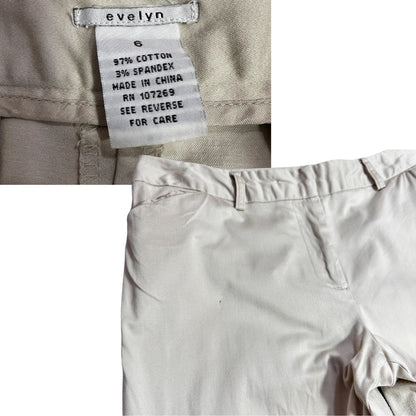 evelyn
6
97% COTTON
3% SPANDEX
MADE IN CHINA
RN 107269
SEE REVERSE
FOR CARE